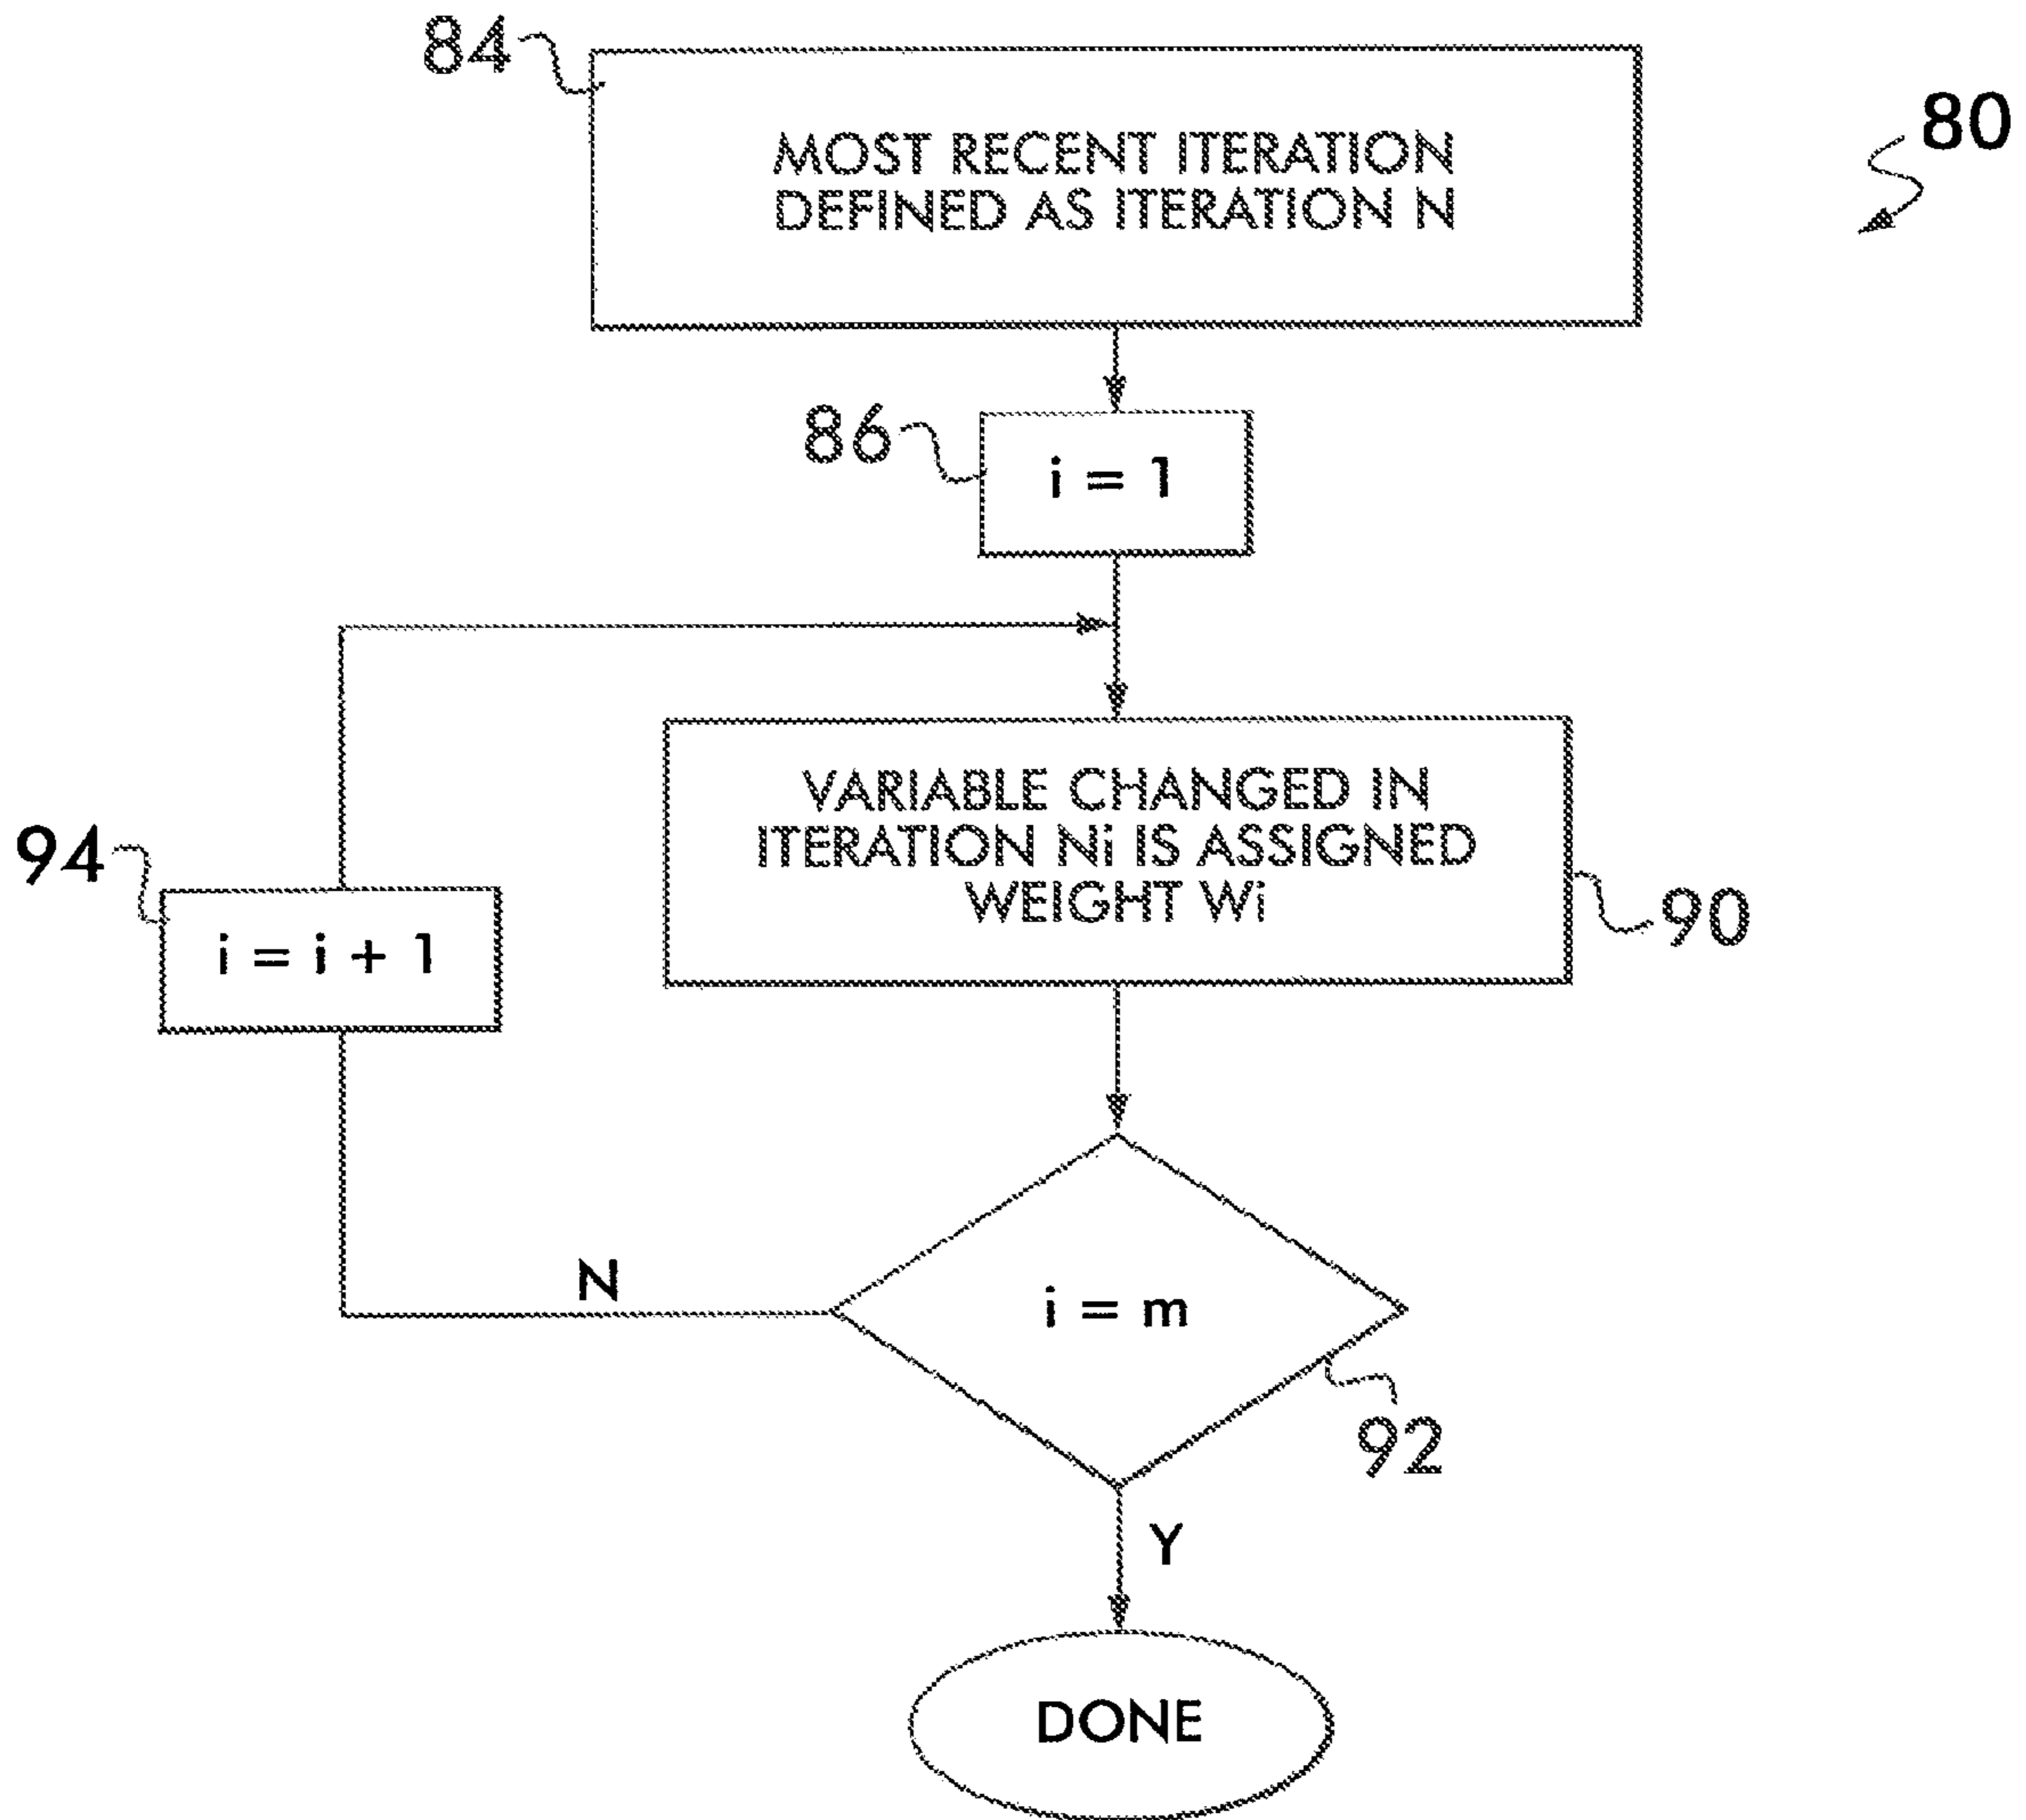 84
MOST RECENT ITERATION
DEFINED AS ITERATION N
80
86
i = 1
VARIABLE CHANGED IN
ITERATION Ni IS ASSIGNED
WEIGHT Wi
90
94
i = i + 1
N
i = m
92
Y
DONE